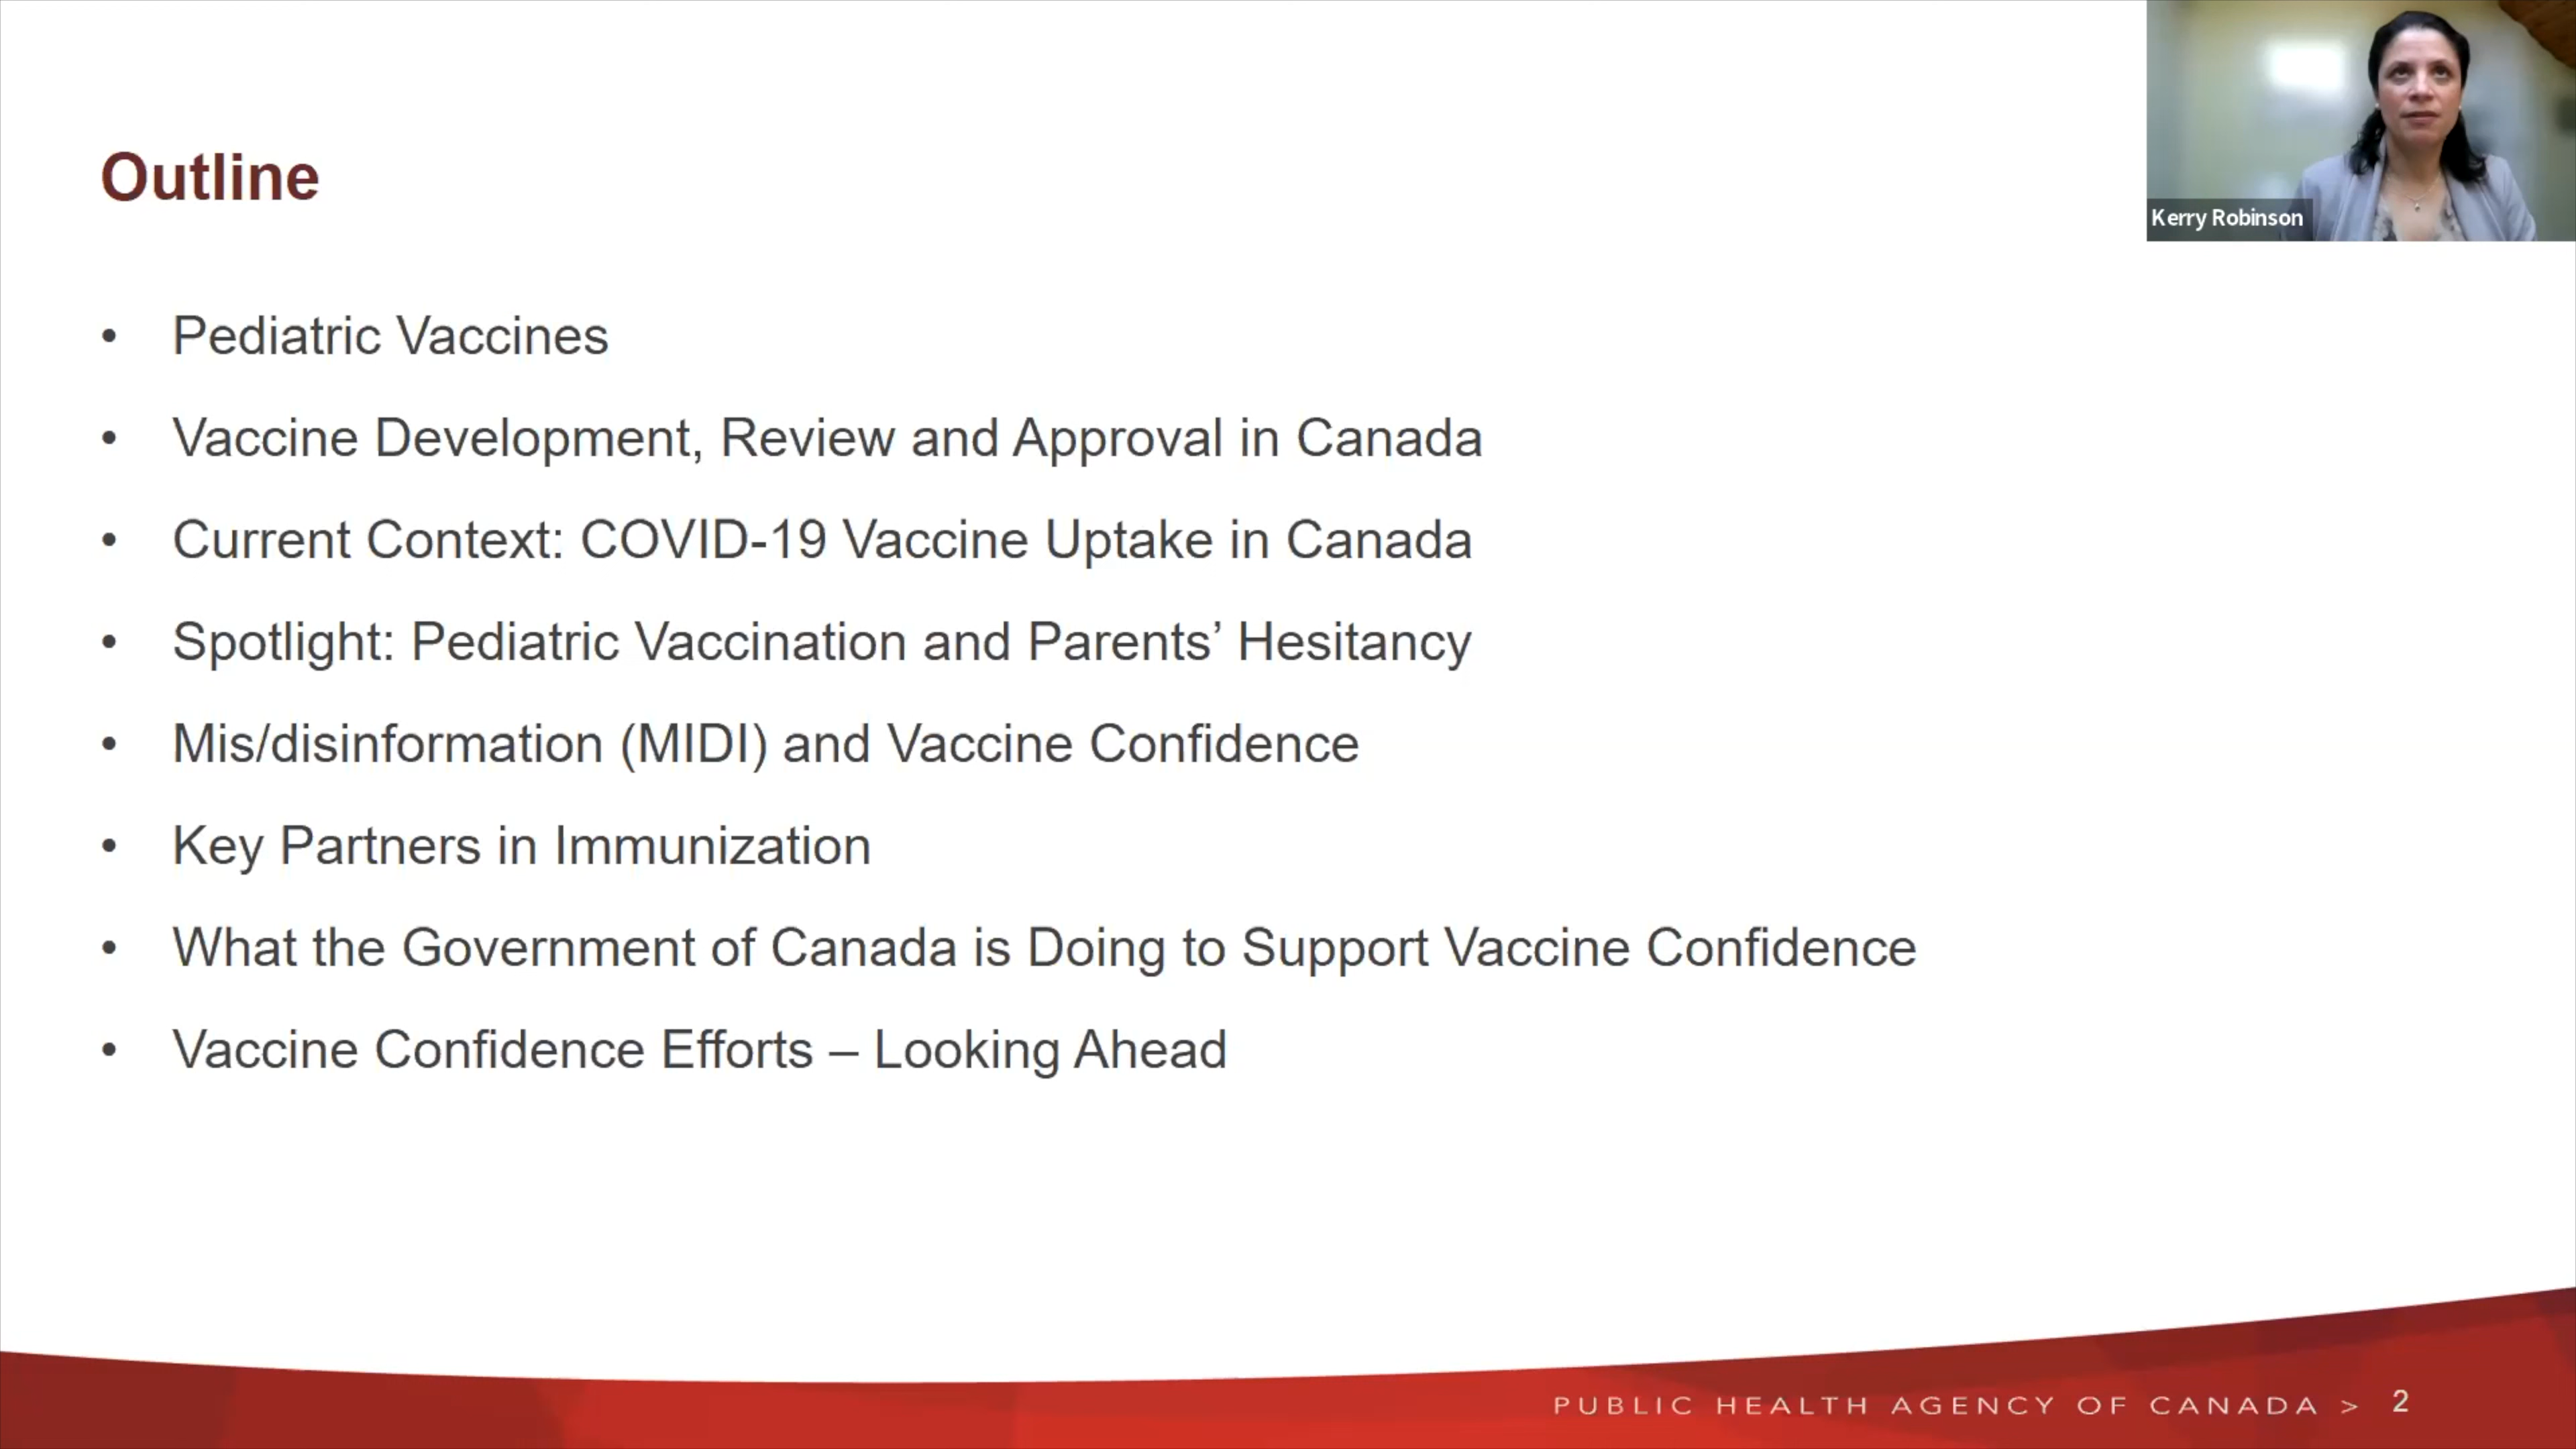 Outline
Kerry Robinson
• Pediatric Vaccines
• Vaccine Development, Review and Approval in Canada
• Current Context: COVID-19 Vaccine Uptake in Canada
• Spotlight: Pediatric Vaccination and Parents’ Hesitancy
• Mis/disinformation (MIDI) and Vaccine Confidence
• Key Partners in Immunization
• What the Government of Canada is Doing to Support Vaccine Confidence
• Vaccine Confidence Efforts – Looking Ahead
PUBLIC HEALTH AGENCY OF CANADA > 2